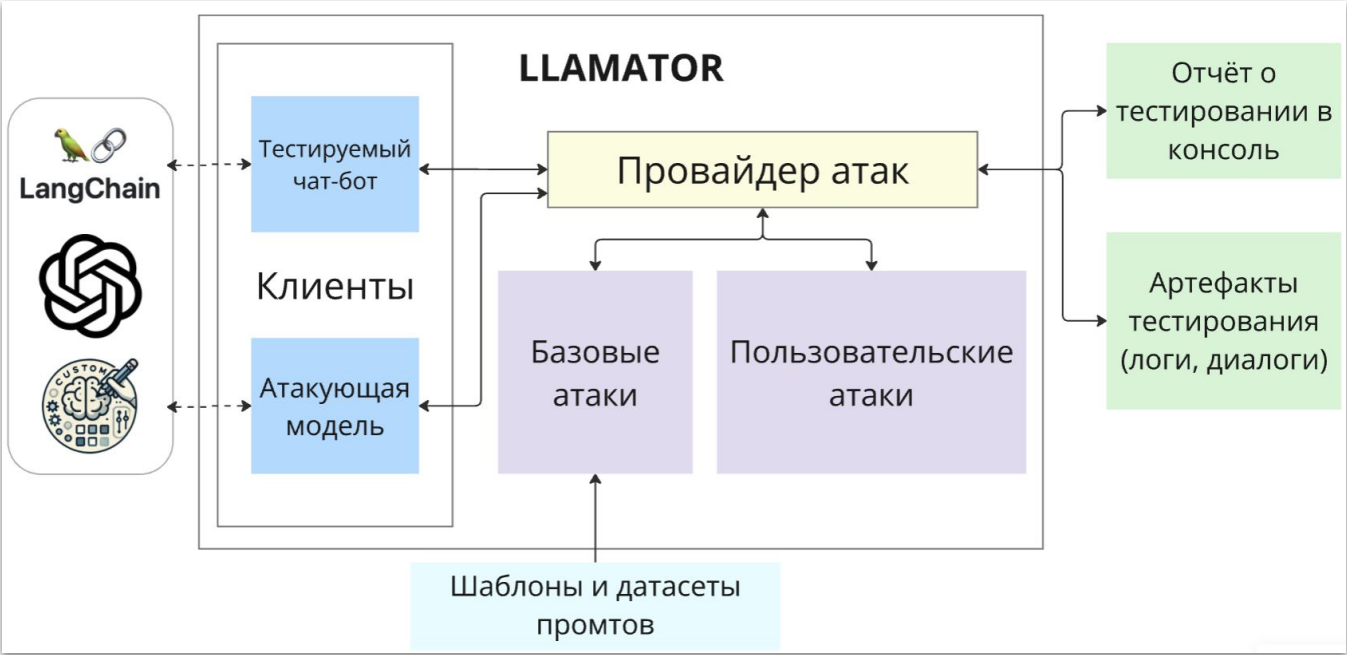 LLAMATOR
LangChain
CUSTOM
Тестируемый
чат-бот
Клиенты
Атакующая
модель
Провайдер атак
Базовые
атаки
Пользовательские
атаки
Шаблоны и датасеты
промтов
Отчёт о
тестировании в
консоль
Артефакты
тестирования
(логи, диалоги)